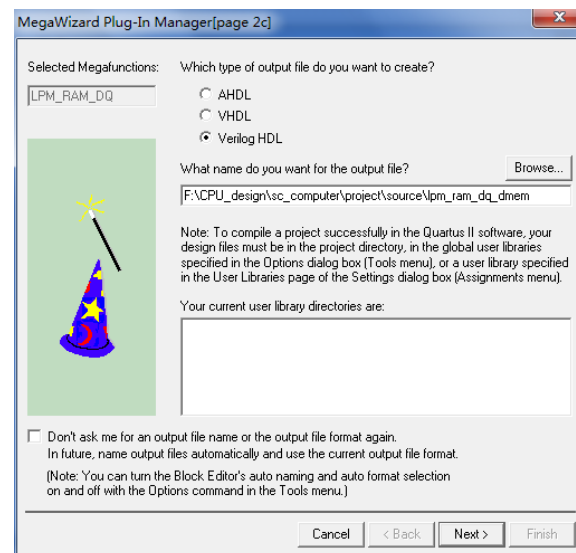 MegaWizard Plug-In Manager[page 2c]
Selected Megafunctions:
LPM_RAM_DQ
Which type of output file do you want to create?
AHDL
VHDL
Verilog HDL
What name do you want for the output file?
Browse...
F:\CPU_design\sc_computer\project\source\lpm_ram_dq_dmem
Note: To compile a project successfully in the Quartus II software, your
design files must be in the project directory, in the global user libraries
specified in the Options dialog box (Tools menu), or a user library specified
in the User Libraries page of the Settings dialog box (Assignments menu).
Your current user library directories are:
Don't ask me for an output file name or the output file format again.
In future, name output files automatically and use the current output file format.
(Note: You can turn the Block Editor's auto naming and auto format selection
on and off with the Options command in the Tools menu.)
Cancel
< Back
Next >
Finish